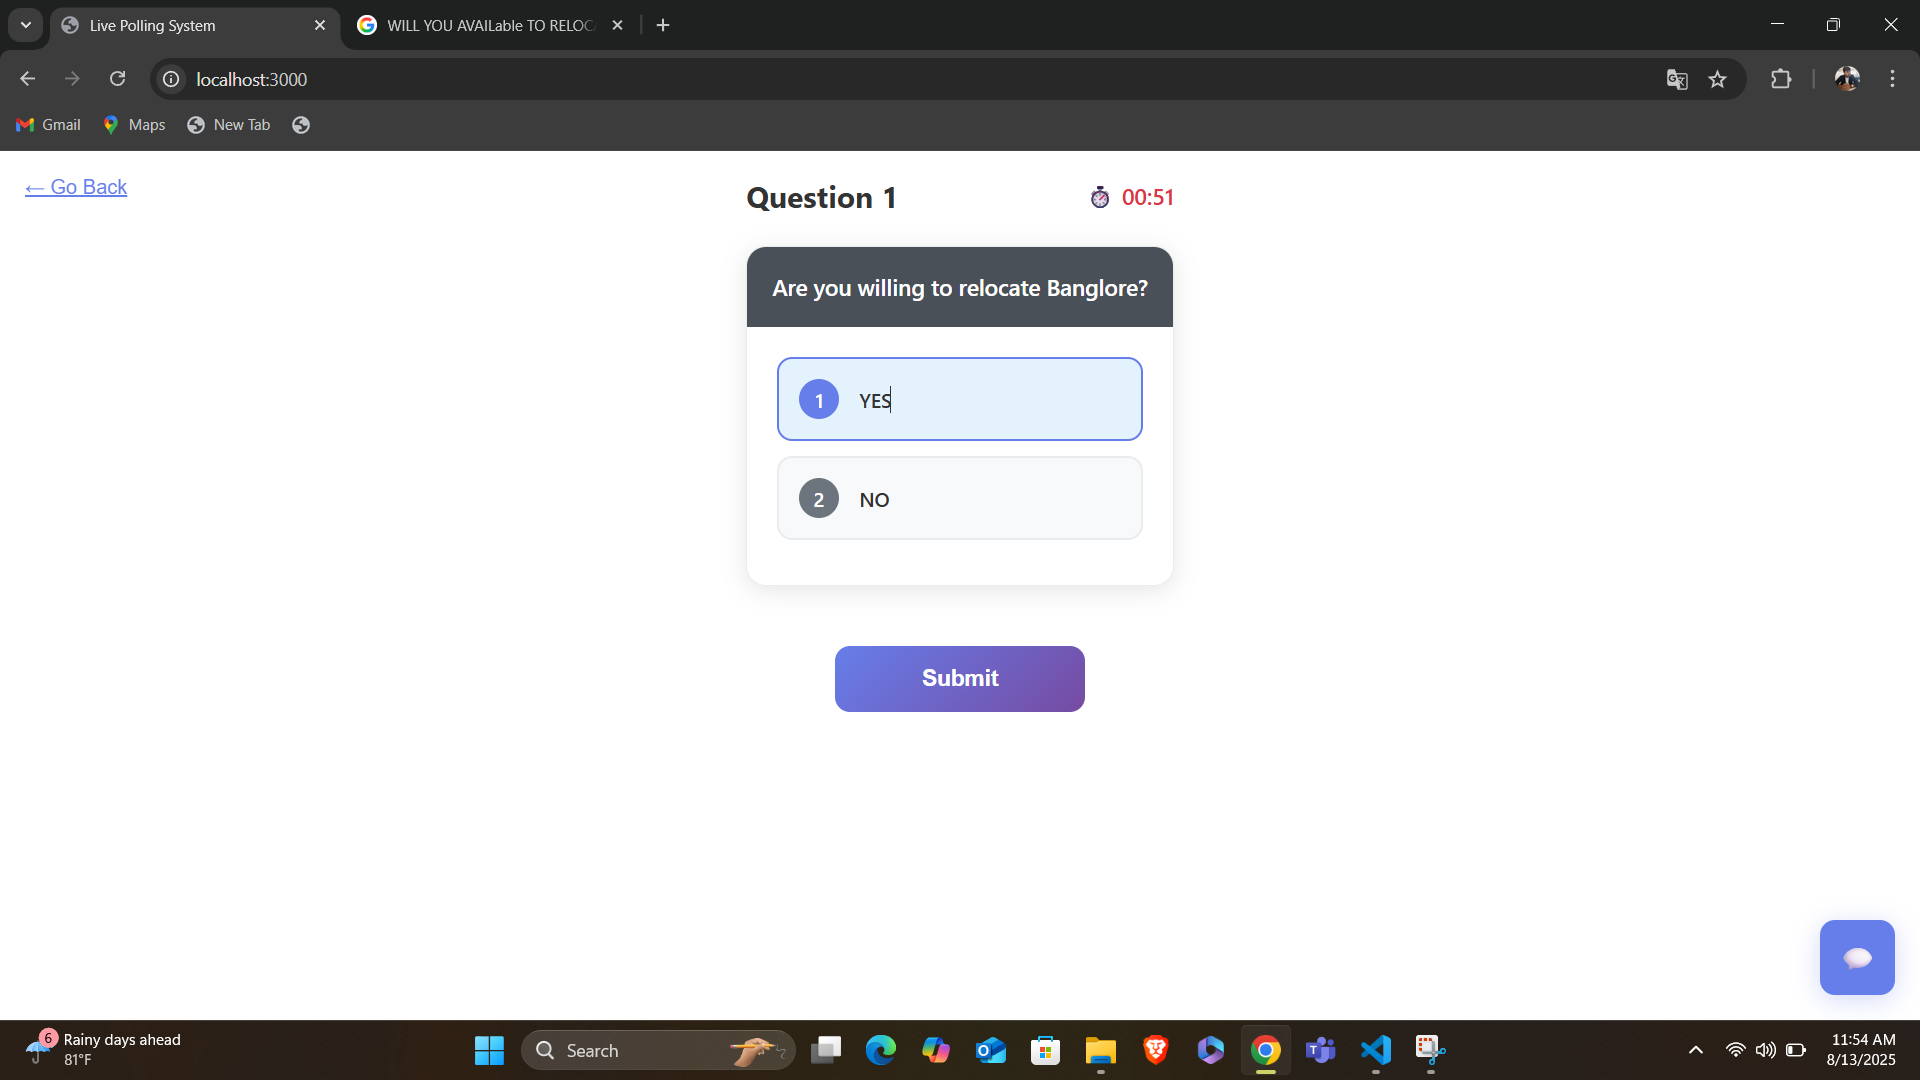 Live Polling System
WILL YOU AVAILable TO RELOC
localhost:3000
Gmail
Maps
New Tab
← Go Back
Question 1
00:51
Are you willing to relocate Banglore?
1 YES
2 NO
Submit
6
Rainy days ahead
81°F
Search
11:54 AM
8/13/2025